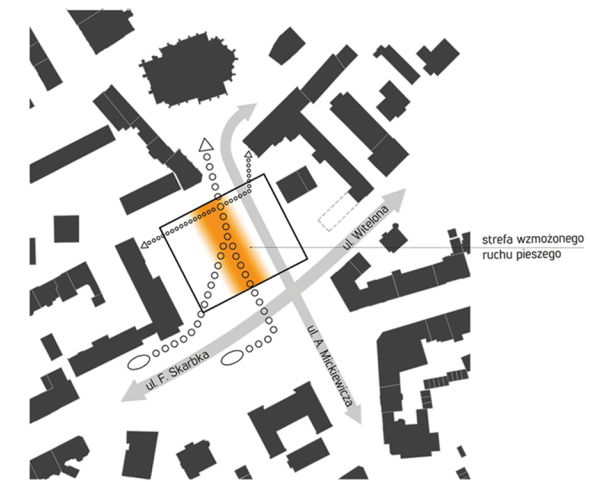 ul. Witelona
strefa wzmożonego
ruchu pieszego
ul. F. Skarbka
ul. A. Mickiewicza